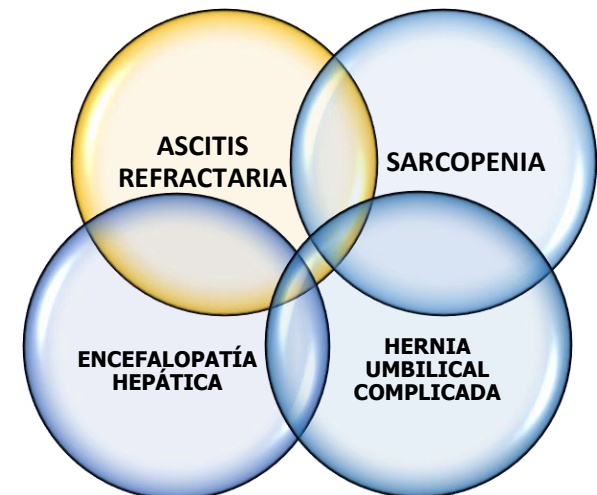 ASCITIS
REFRACTARIA
SARCOPENIA
ENCEFALOPATÍA
HEPÁTICA
HERNIA
UMBILICAL
COMPLICADA